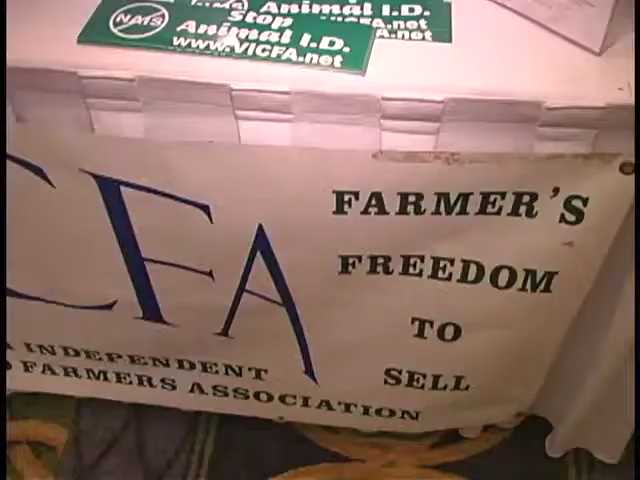 Animal I.D.
NAIS
Stop
Animal I.D.
www.VICFA.net
A.net
CFA
FARMER'S
FREEDOM
TO
SELL
INDEPENDENT
FARMERS ASSOCIATION